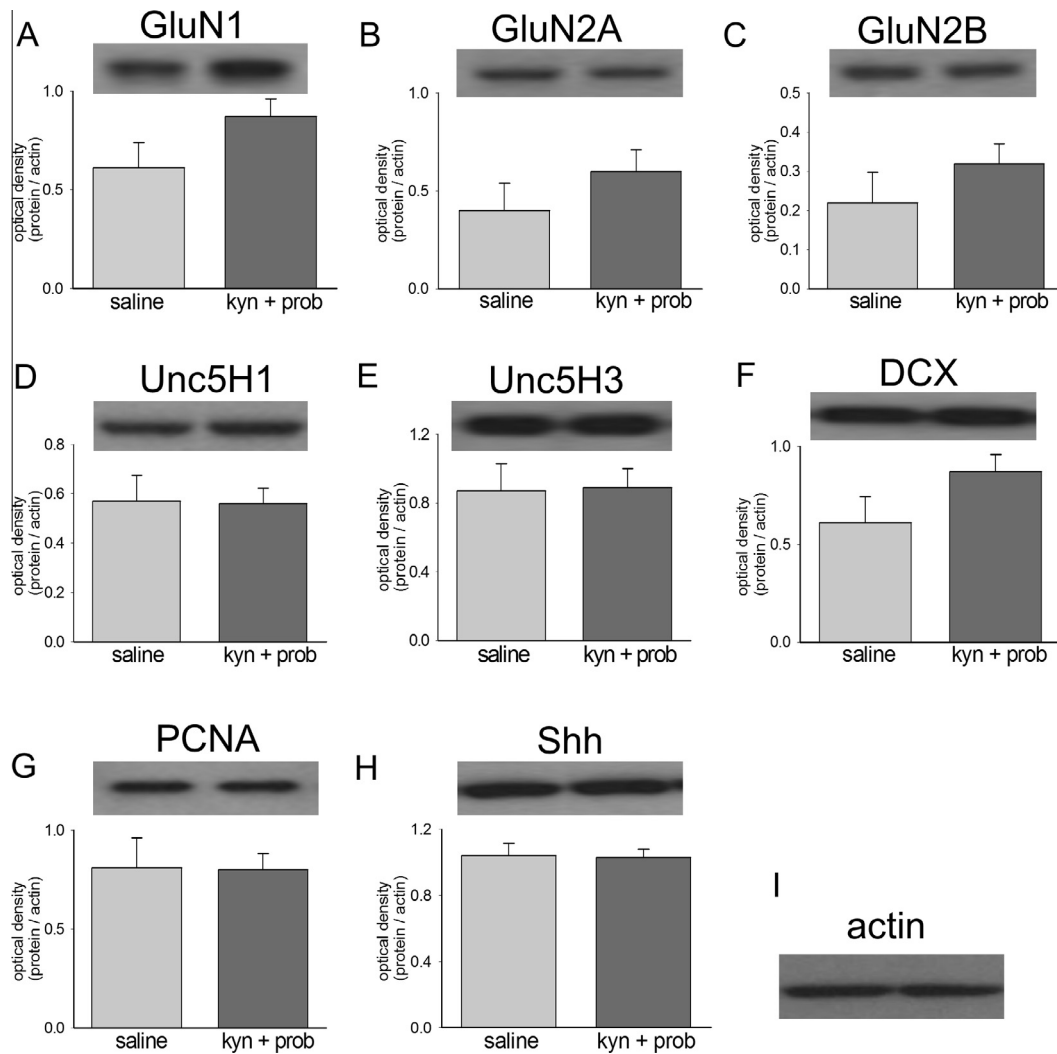 A
GluN1
1.0
0.5
0.0
optical density
(protein / actin)
saline
kyn + prob
B
GluN2A
1.0
0.5
0.0
optical density
(protein / actin)
saline
kyn + prob
C
GluN2B
0.5
0.4
0.3
0.2
0.1
0.0
optical density
(protein / actin)
saline
kyn + prob
D
Unc5H1
0.8
0.6
0.4
0.2
0.0
optical density
(protein / actin)
saline
kyn + prob
E
Unc5H3
1.2
0.8
0.4
0.0
optical density
(protein / actin)
saline
kyn + prob
F
DCX
1.0
0.5
0.0
optical density
(protein / actin)
saline
kyn + prob
G
PCNA
1.0
0.5
0.0
optical density
(protein / actin)
saline
kyn + prob
H
Shh
1.2
0.8
0.4
0.0
optical density
(protein / actin)
saline
kyn + prob
I
actin